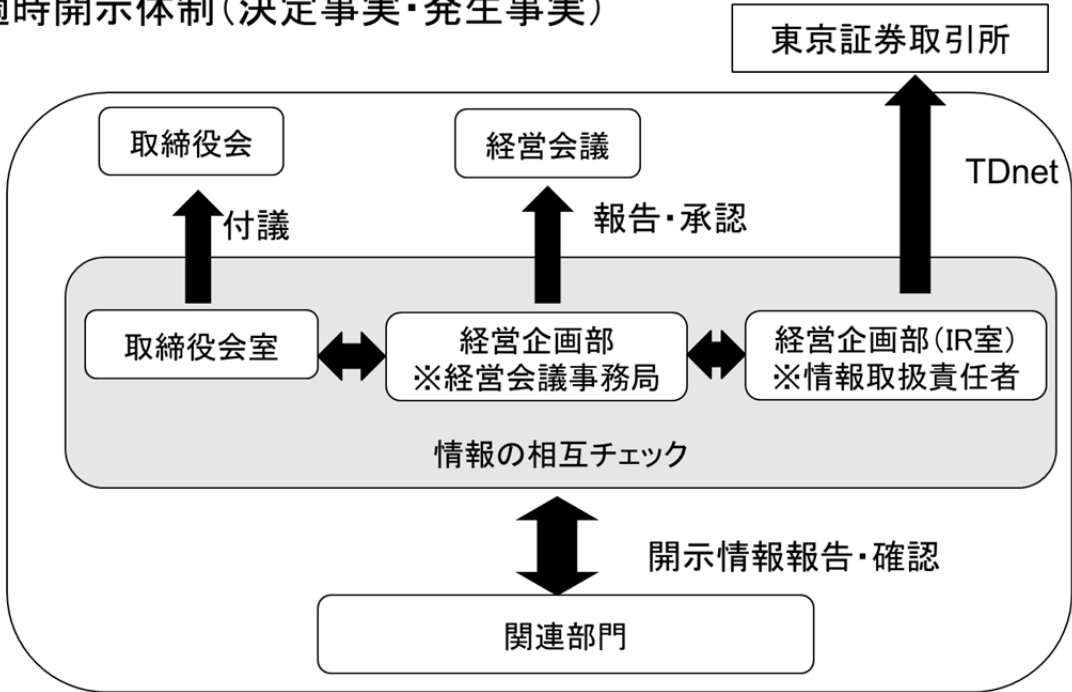 適時開示体制（決定事実・発生事実）
東京証券取引所
取締役会
経営会議
TDnet
付議
報告・承認
取締役会室
経営企画部
※経営会議事務局
経営企画部（IR室）
※情報取扱責任者
情報の相互チェック
開示情報報告・確認
関連部門